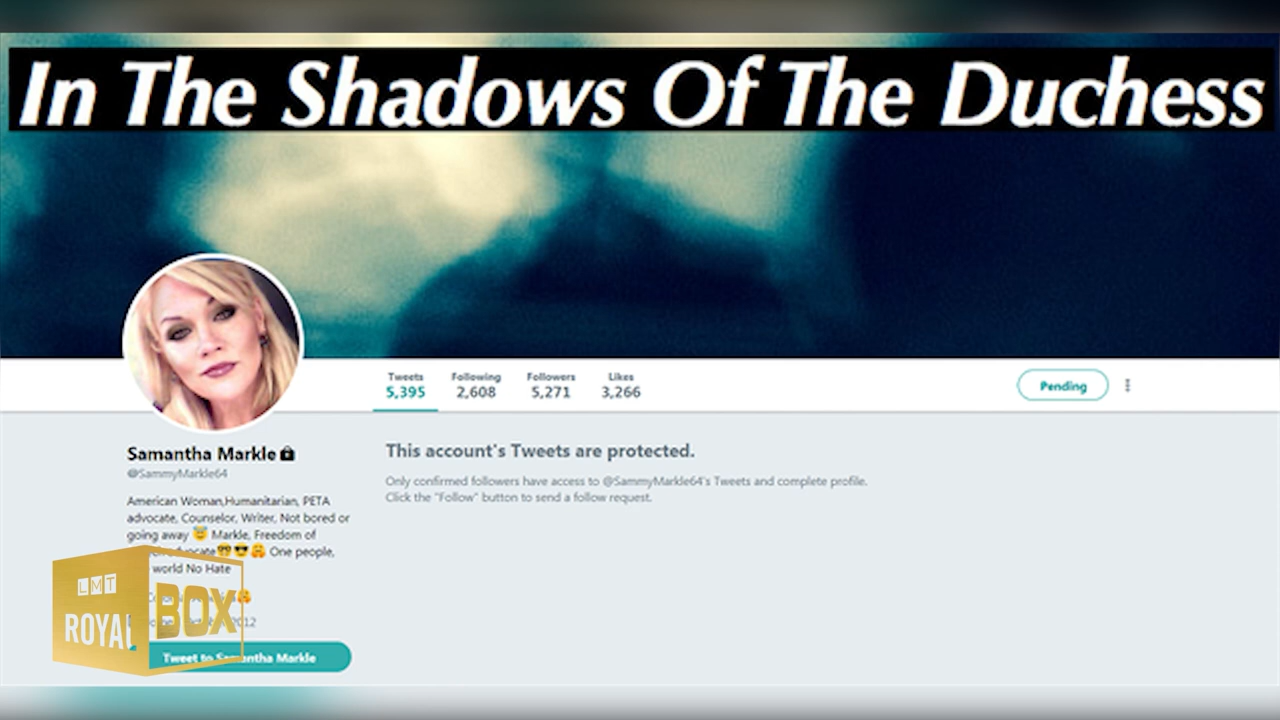 In The Shadows Of The Duchess
Tweets Following Followers Likes
5,395 2,608 5,271 3,266
Pending
Samantha Markle
@SammyMarkle64
American Woman,Humanitarian, PETA
advocate, Counselor, Writer, Not bored or
going away 😇 Markle, Freedom of
One people,
world No Hate
2012
Tweet to Samantha Markle
This account's Tweets are protected.
Only confirmed followers have access to @SammyMarkle64's Tweets and complete profile.
Click the "Follow" button to send a follow request.
LMT
ROYAL BOX